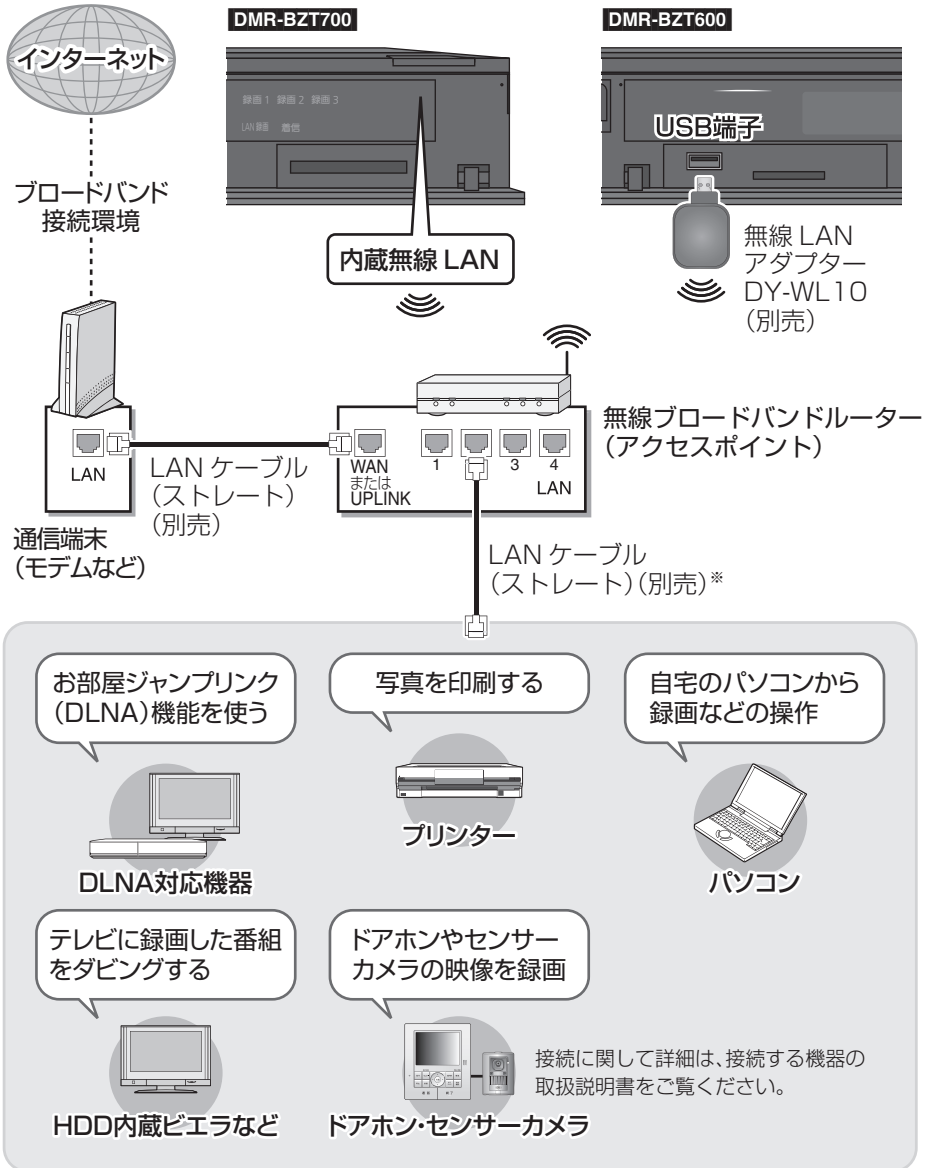 DMR-BZT700
DMR-BZT600
インターネット
録画 1 録画 2 録画 3
LAN 録画 着信
USB端子
ブロードバンド
接続環境
内蔵無線 LAN
無線 LAN
アダプター
DY-WL10
（別売）
無線ブロードバンドルーター
（アクセスポイント）
LAN
LAN ケーブル
（ストレート）
（別売）
WAN
または
UPLINK
1
3
4
LAN
通信端末
（モデムなど）
LAN ケーブル
（ストレート）（別売）※
お部屋ジャンプリンク
（DLNA）機能を使う
DLNA対応機器
写真を印刷する
プリンター
自宅のパソコンから
録画などの操作
パソコン
テレビに録画した番組
をダビングする
HDD内蔵ビエラなど
ドアホンやセンサー
カメラの映像を録画
ドアホン・センサーカメラ
接続に関して詳細は、接続する機器の
取扱説明書をご覧ください。